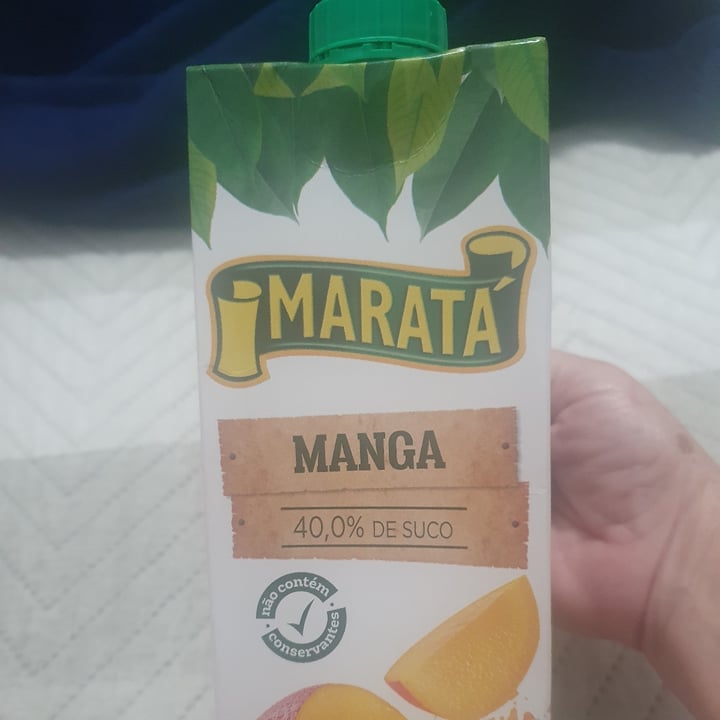 MARATÁ
MANGA
40,0% DE SUCO
não contém
conservantes